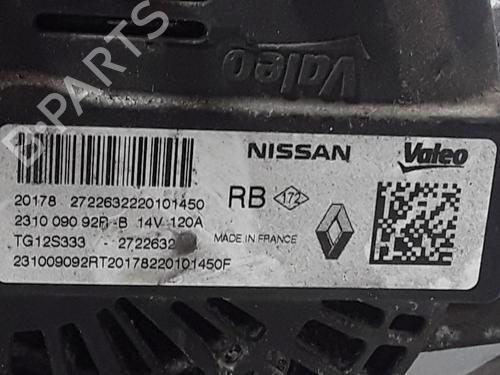 Valeo
B-PARTS
NISSAN Valeo
20178 2722632220101450
RB 172
2310 090 92R -B 14V 120A
TG12S333 - 2722632
MADE IN FRANCE
231009092RT20178220101450F